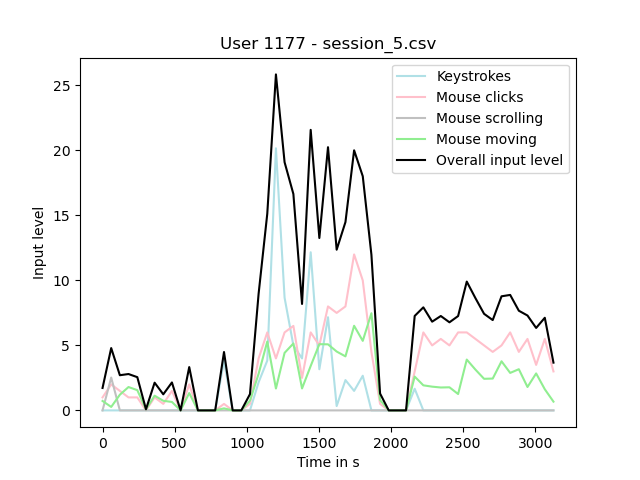 User 1177 - session_5.csv
Keystrokes
Mouse clicks
Mouse scrolling
Mouse moving
Overall input level
Input level
25
20
15
10
5
0
0 500 1000 1500 2000 2500 3000
Time in s